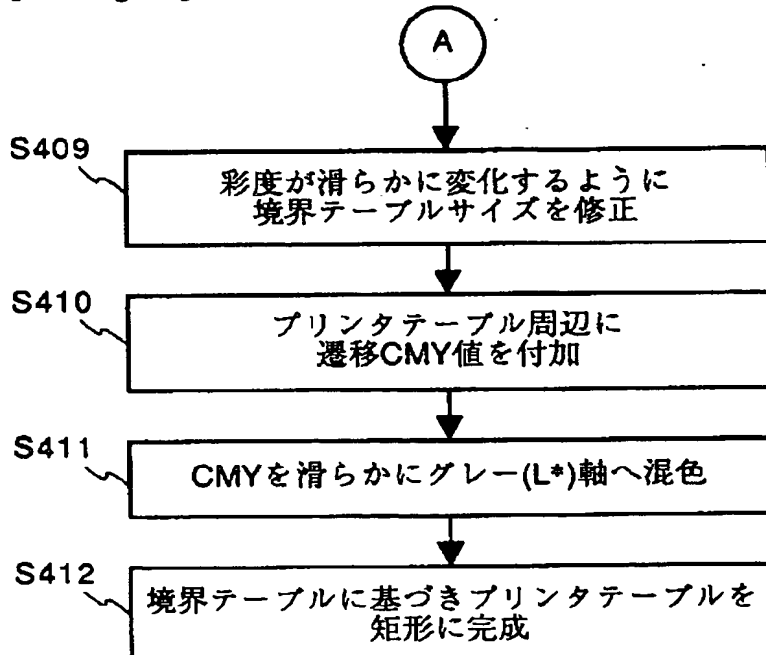 A
S409
彩度が滑らかに変化するように
境界テーブルサイズを修正
S410
プリンタテーブル周辺に
遷移CMY値を付加
S411
CMYを滑らかにグレー(L*)軸へ混色
S412
境界テーブルに基づきプリンタテーブルを
矩形に完成